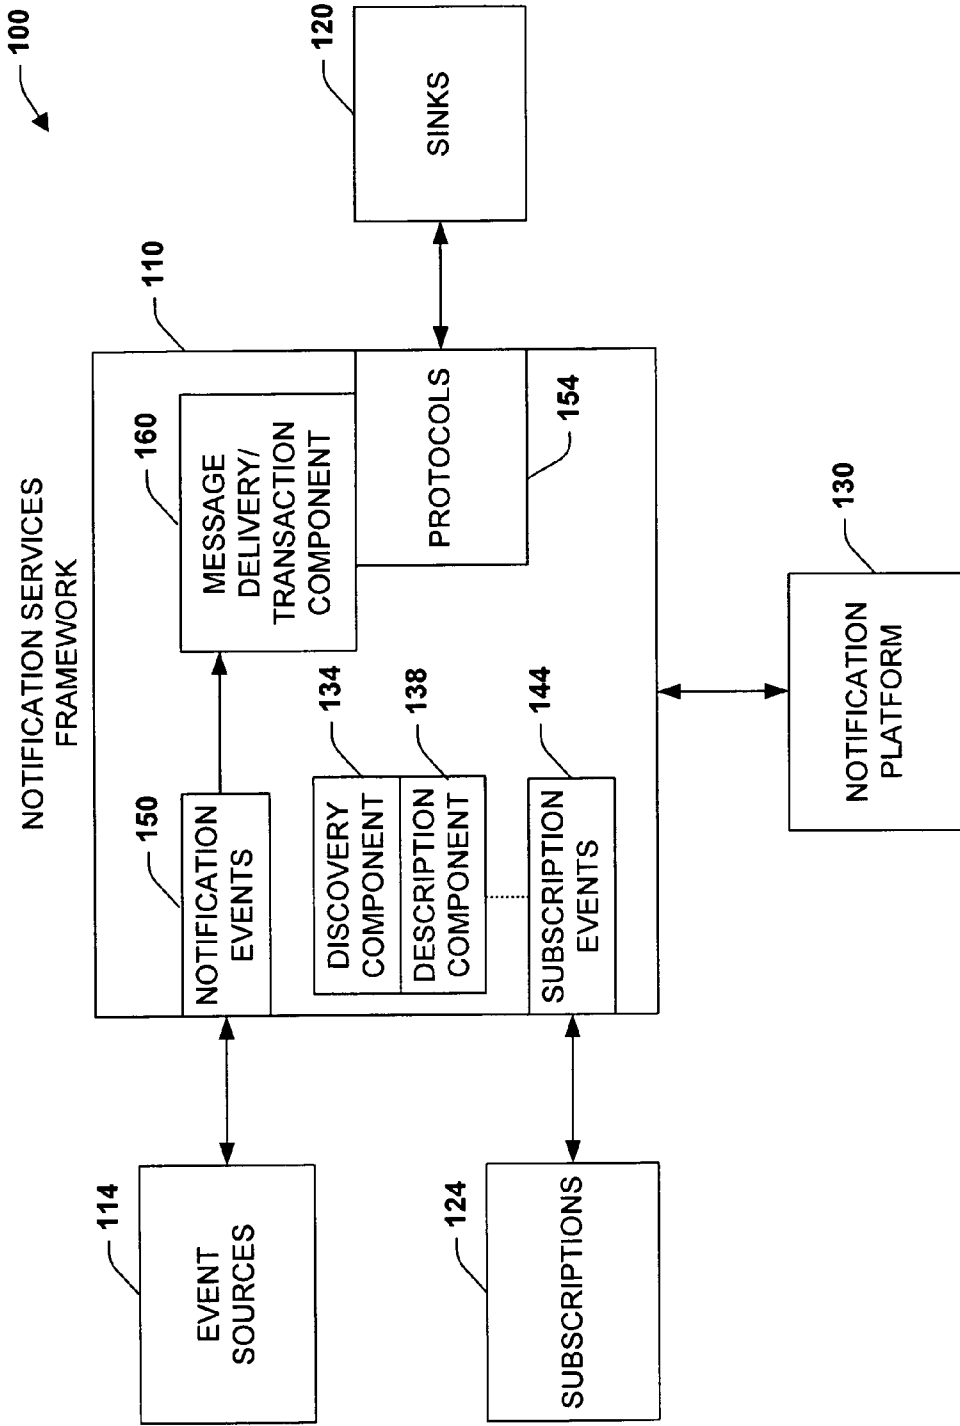 100
NOTIFICATION SERVICES
FRAMEWORK
110
120
114
EVENT
SOURCES
150
NOTIFICATION
EVENTS
160
MESSAGE
DELIVERY/
TRANSACTION
COMPONENT
PROTOCOLS
154
SINKS
134
DISCOVERY
COMPONENT
138
DESCRIPTION
COMPONENT
144
SUBSCRIPTION
EVENTS
124
SUBSCRIPTIONS
130
NOTIFICATION
PLATFORM